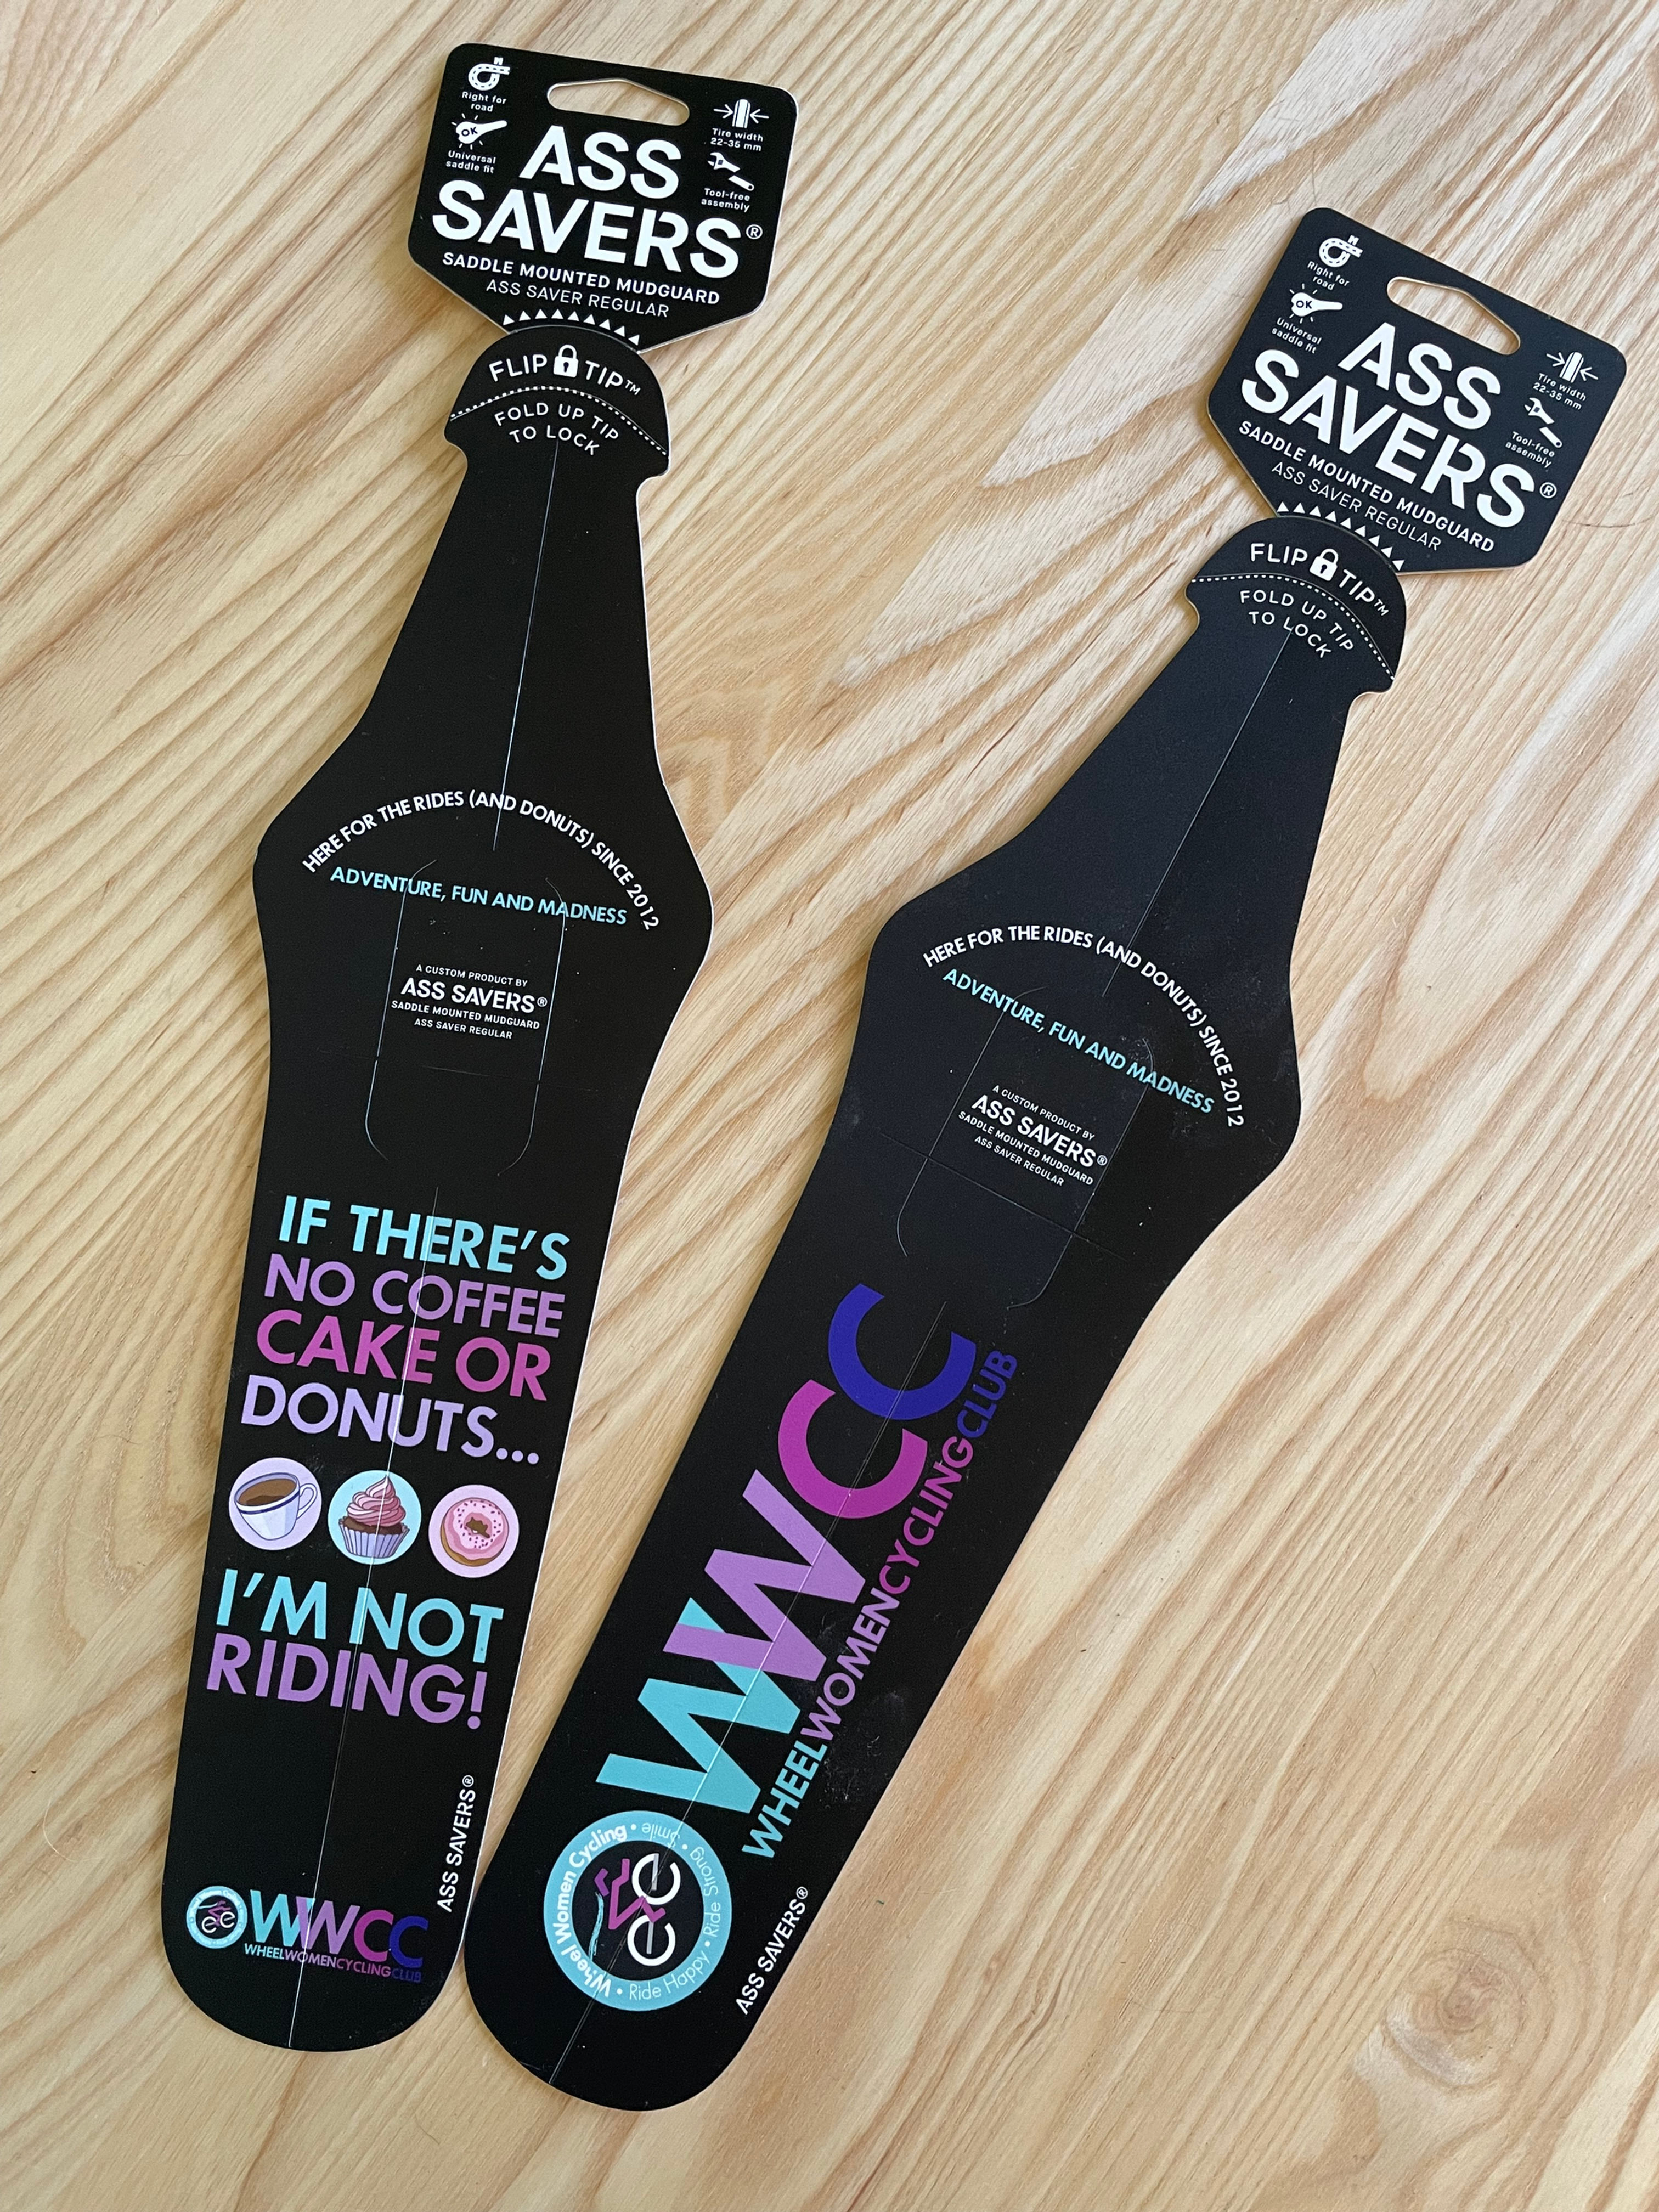 Right for
road
OK
Universal
saddle fit
Tire width
22-35 mm
Tool-free
assembly
ASS
SAVERS®
SADDLE MOUNTED MUDGUARD
ASS SAVER REGULAR
FLIP TIP™
FOLD UP TIP
TO LOCK
HERE FOR THE RIDES (AND DONUTS) SINCE 2012
ADVENTURE, FUN AND MADNESS
A CUSTOM PRODUCT BY
ASS SAVERS®
SADDLE MOUNTED MUDGUARD
ASS SAVER REGULAR
IF THERE'S
NO COFFEE
CAKE OR
DONUTS...
I'M NOT
RIDING!
ASS SAVERS®
WWCC
WHEELWOMENCYCLINGCLUB
Right for
road
OK
Universal
saddle fit
Tire width
22-35 mm
Tool-free
assembly
ASS
SAVERS®
SADDLE MOUNTED MUDGUARD
ASS SAVER REGULAR
FLIP TIP™
FOLD UP TIP
TO LOCK
HERE FOR THE RIDES (AND DONUTS) SINCE 2012
ADVENTURE, FUN AND MADNESS
A CUSTOM PRODUCT BY
ASS SAVERS®
SADDLE MOUNTED MUDGUARD
ASS SAVER REGULAR
WWCC
WHEELWOMENCYCLINGCLUB
Wheel Women Cycling • Smile • Ride Strong • Ride Happy •
ASS SAVERS®